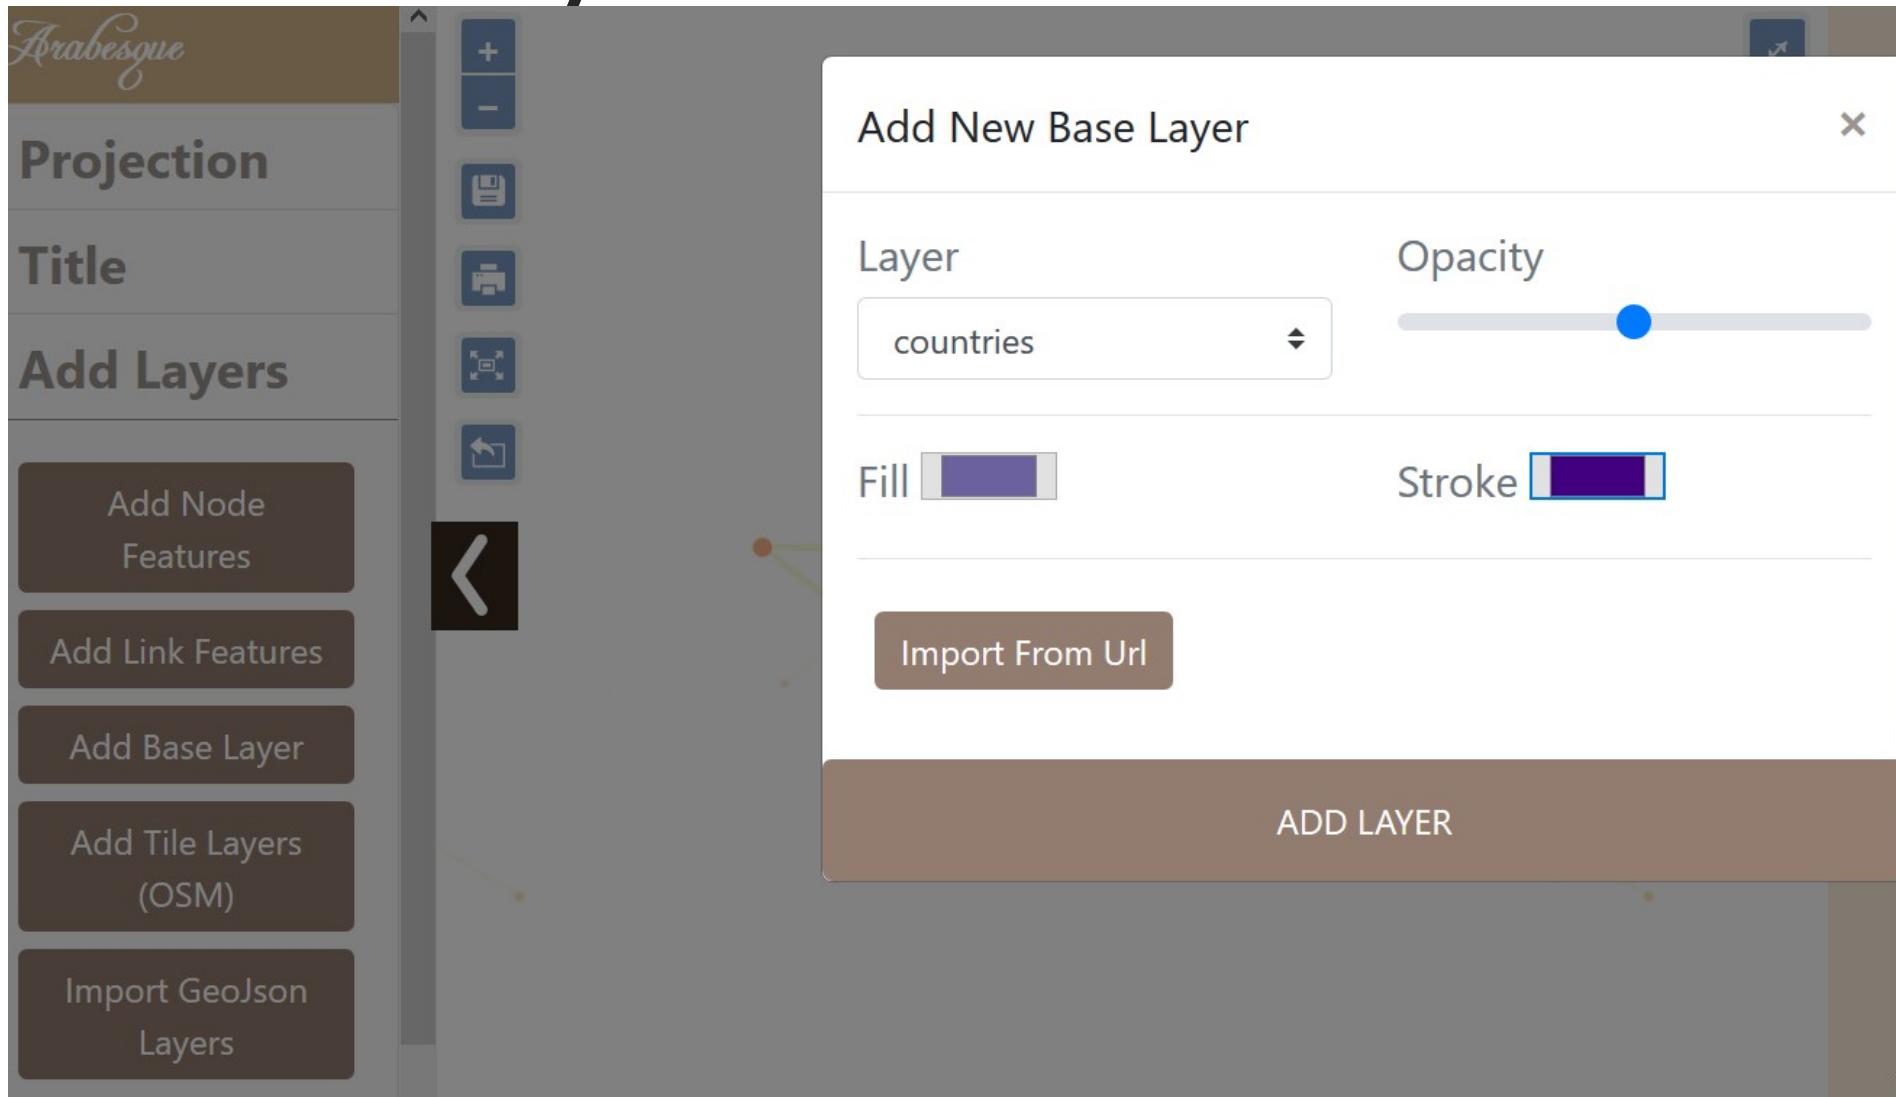 Arabesque
Projection
Title
Add Layers
Add Node
Features
Add Link Features
Add Base Layer
Add Tile Layers
(OSM)
Import GeoJson
Layers
Add New Base Layer
×
Layer
Opacity
countries
Fill
Stroke
Import From Url
ADD LAYER